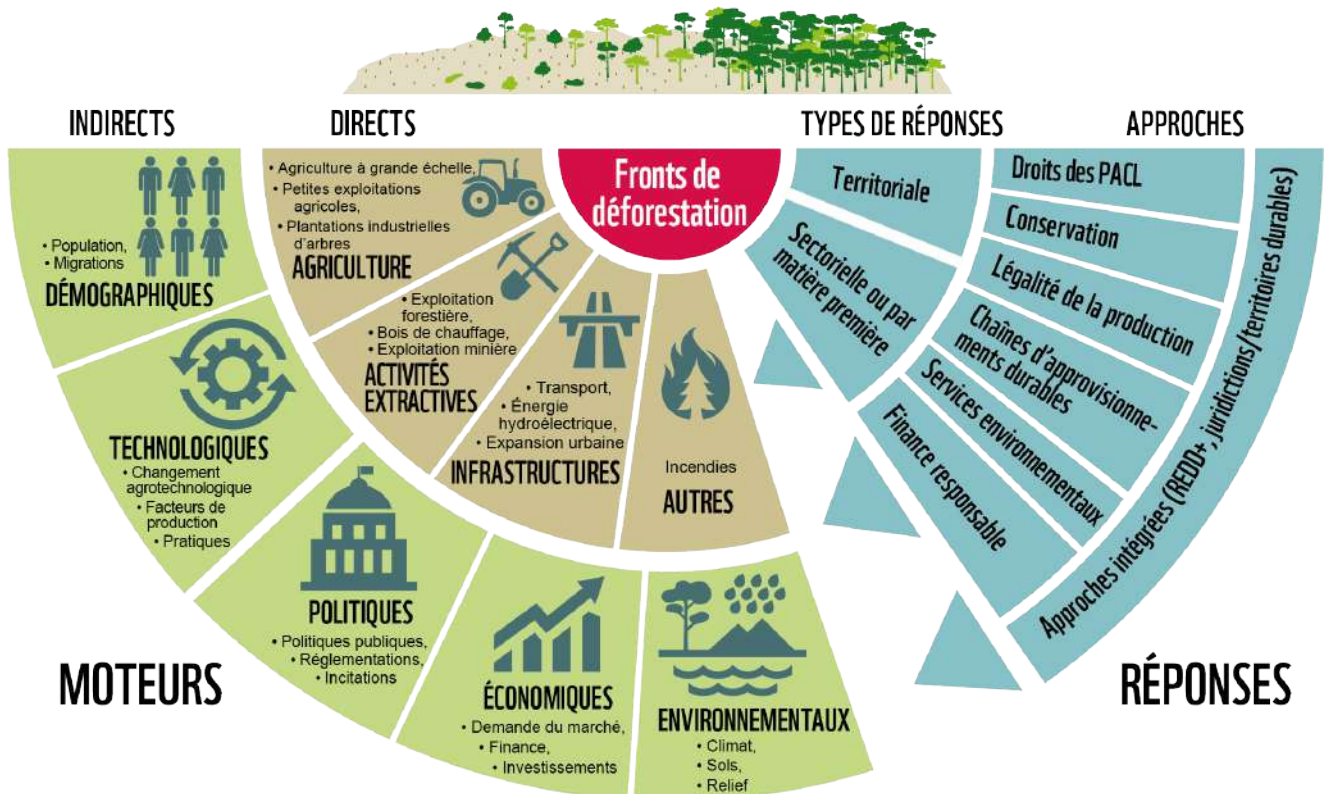 INDIRECTS
DIRECTS
TYPES DE RÉPONSES
APPROCHES
• Population,
• Migrations
DÉMOGRAPHIQUES
TECHNOLOGIQUES
• Changement
agrotechnologique
• Facteurs de
production
• Pratiques
POLITIQUES
• Politiques publiques,
• Réglementations,
• Incitations
ÉCONOMIQUES
• Demande du marché,
• Finance,
• Investissements
ENVIRONNEMENTAUX
• Climat,
• Sols,
• Relief
• Agriculture à grande échelle,
• Petites exploitations
agricoles,
• Plantations industrielles
d'arbres
AGRICULTURE
• Exploitation
forestière,
• Bois de chauffage,
• Exploitation minière
ACTIVITÉS
EXTRACTIVES
• Transport,
• Énergie
hydroélectrique,
• Expansion urbaine
INFRASTRUCTURES
Incendies
AUTRES
Fronts de
déforestation
Territoriale
Sectorielle ou par
matière première
Droits des PACL
Conservation
Légalité de la production
Chaînes d'approvisionne-
ments durables
Services environnementaux
Finance responsable
Approches intégrées (REDD+, juridictions/territoires durables)
MOTEURS
RÉPONSES